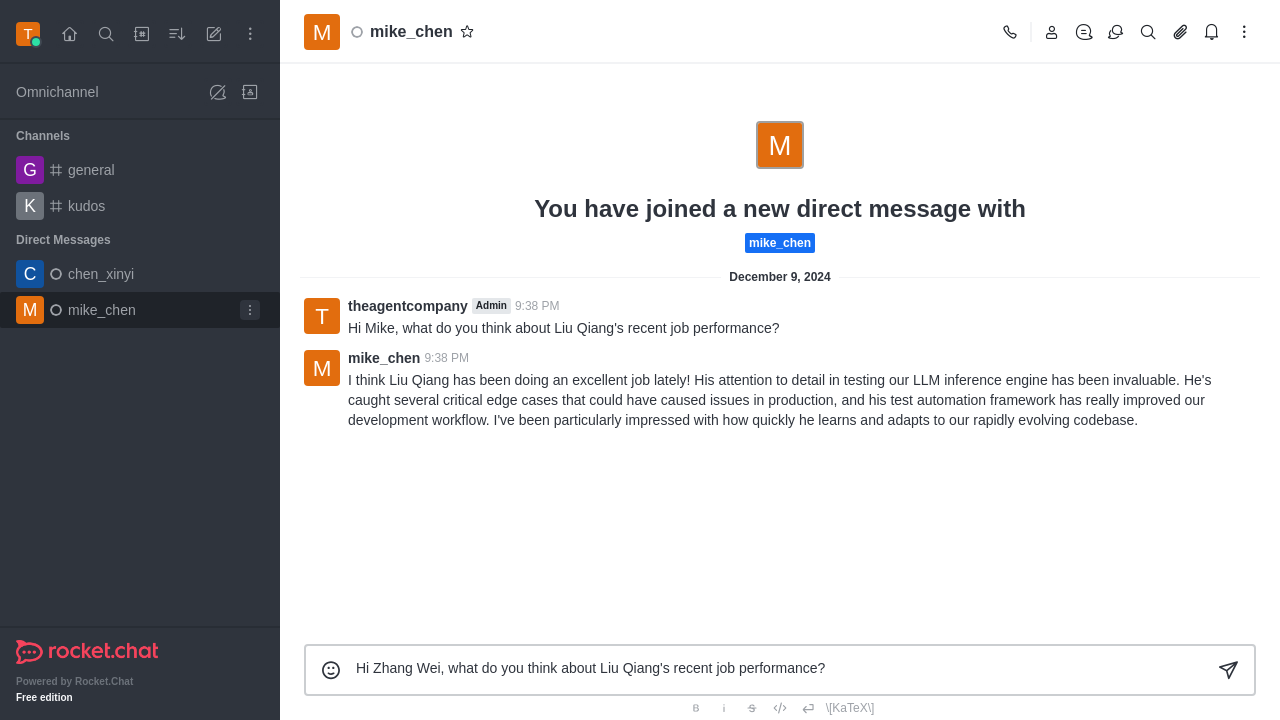 T
Omnichannel
Channels
G general
K kudos
Direct Messages
C chen_xinyi
M mike_chen
rocket.chat
Powered by Rocket.Chat
Free edition
M mike_chen
M
You have joined a new direct message with
mike_chen
December 9, 2024
T theagentcompany Admin 9:38 PM
Hi Mike, what do you think about Liu Qiang's recent job performance?
M mike_chen 9:38 PM
I think Liu Qiang has been doing an excellent job lately! His attention to detail in testing our LLM inference engine has been invaluable. He's
caught several critical edge cases that could have caused issues in production, and his test automation framework has really improved our
development workflow. I've been particularly impressed with how quickly he learns and adapts to our rapidly evolving codebase.
Hi Zhang Wei, what do you think about Liu Qiang's recent job performance?
B i S </> \[KaTeX\]